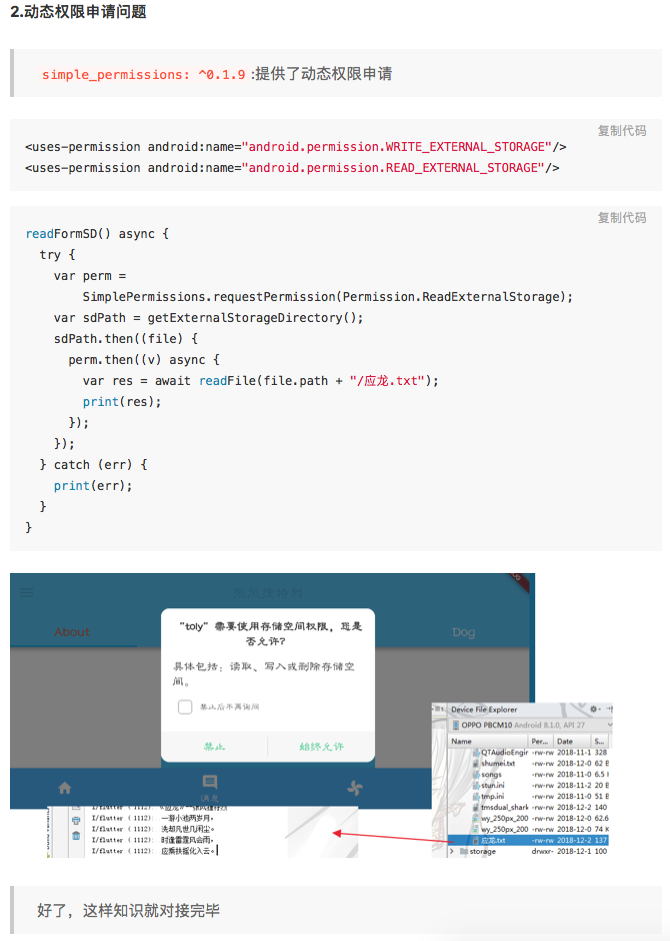 2.动态权限申请问题
simple_permissions: ^0.1.9 :提供了动态权限申请
复制代码
<uses-permission android:name="android.permission.WRITE_EXTERNAL_STORAGE"/>
<uses-permission android:name="android.permission.READ_EXTERNAL_STORAGE"/>
复制代码
readFormSD() async {
try {
var perm =
SimplePermissions.requestPermission(Permission.ReadExternalStorage);
var sdPath = getExternalStorageDirectory();
sdPath.then((file) {
perm.then((v) async {
var res = await readFile(file.path + "/应龙.txt");
print(res);
});
});
} catch (err) {
print(err);
}
}
About
Dog
"toly" 需要使用存储空间权限，您是
否允许？
具体包括：读取、写入或删除存储空
间。
禁止后不再询问
禁止
始终允许
Device File Explorer
OPPO PBCM10 Android 8.1.0, API 27
Name Per... Date S...
QTAudioEngir -rw-rw 2018-11-1 328
shumei.txt -rw-rw 2018-12-0 62 B
songs -rw-rw 2018-11-0 6.5
stun.ini -rw-rw 2018-11-2 20 B
tmp.ini -rw-rw 2018-11-0 51 B
tmsdual_shark -rw-rw 2018-12-2 140
wy_250px_200 -rw-rw 2018-12-0 62.6
wy_250px_200 -rw-rw 2018-12-0 74 K
应龙.txt -rw-rw 2018-12-2 137
storage drwxr- 2018-12-1 100
I/flutter ( 1112): 《应龙》
I/flutter ( 1112): 一游小池两岁月，
I/flutter ( 1112): 洗却凡世几闲尘。
I/flutter ( 1112): 时逢雷霆风会雨，
I/flutter ( 1112): 应乘扶摇化入云。
好了，这样知识就对接完毕